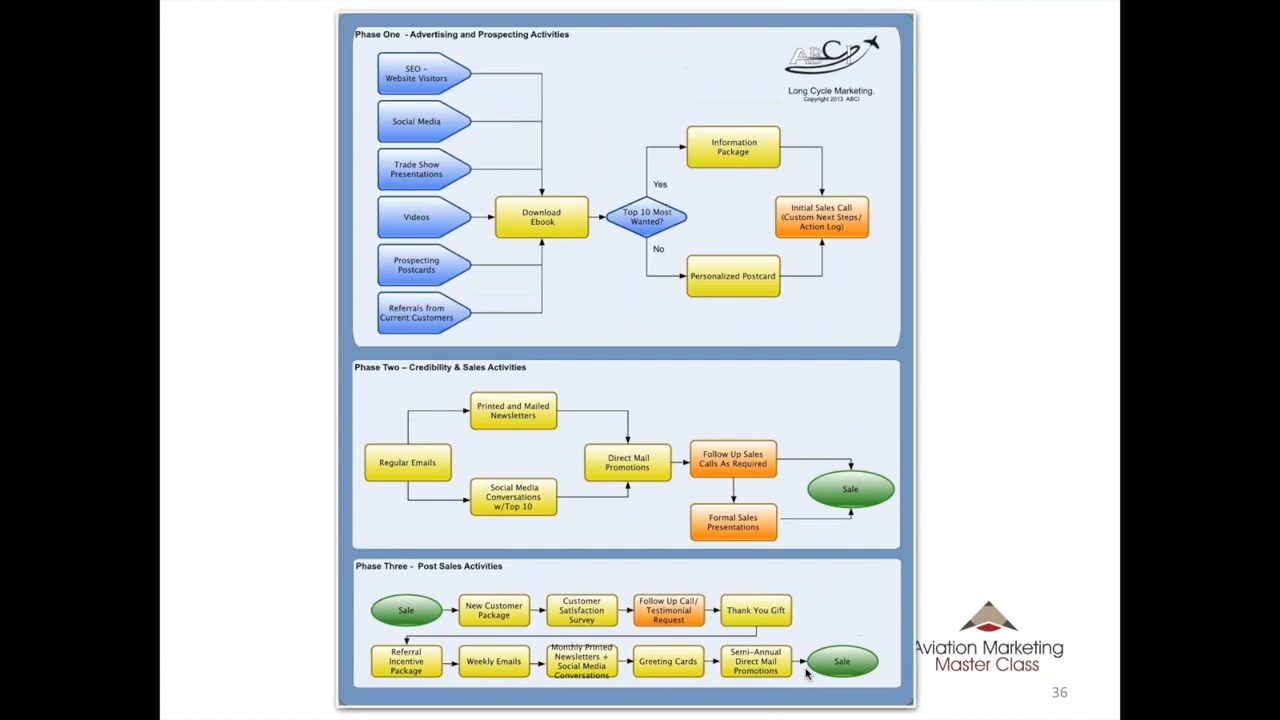 Phase One - Advertising and Prospecting Activities
ABCI
Long Cycle Marketing.
Copyright 2013 ABCI
SEO –
Website Visitors
Social Media
Trade Show
Presentations
Videos
Prospecting
Postcards
Referrals from
Current Customers
Download
Ebook
Top 10 Most
Wanted?
Yes
No
Information
Package
Personalized Postcard
Initial Sales Call
(Custom Next Steps/
Action Log)
Phase Two – Credibility & Sales Activities
Regular Emails
Printed and Mailed
Newsletters
Social Media
Conversations
w/Top 10
Direct Mail
Promotions
Follow Up Sales
Calls As Required
Formal Sales
Presentations
Sale
Phase Three - Post Sales Activities
Sale
New Customer
Package
Customer
Satisfaction
Survey
Follow Up Call/
Testimonial
Request
Thank You Gift
Referral
Incentive
Package
Weekly Emails
Monthly Printed
Newsletters +
Social Media
Conversations
Greeting Cards
Semi-Annual
Direct Mail
Promotions
Sale
Aviation Marketing
Master Class
36